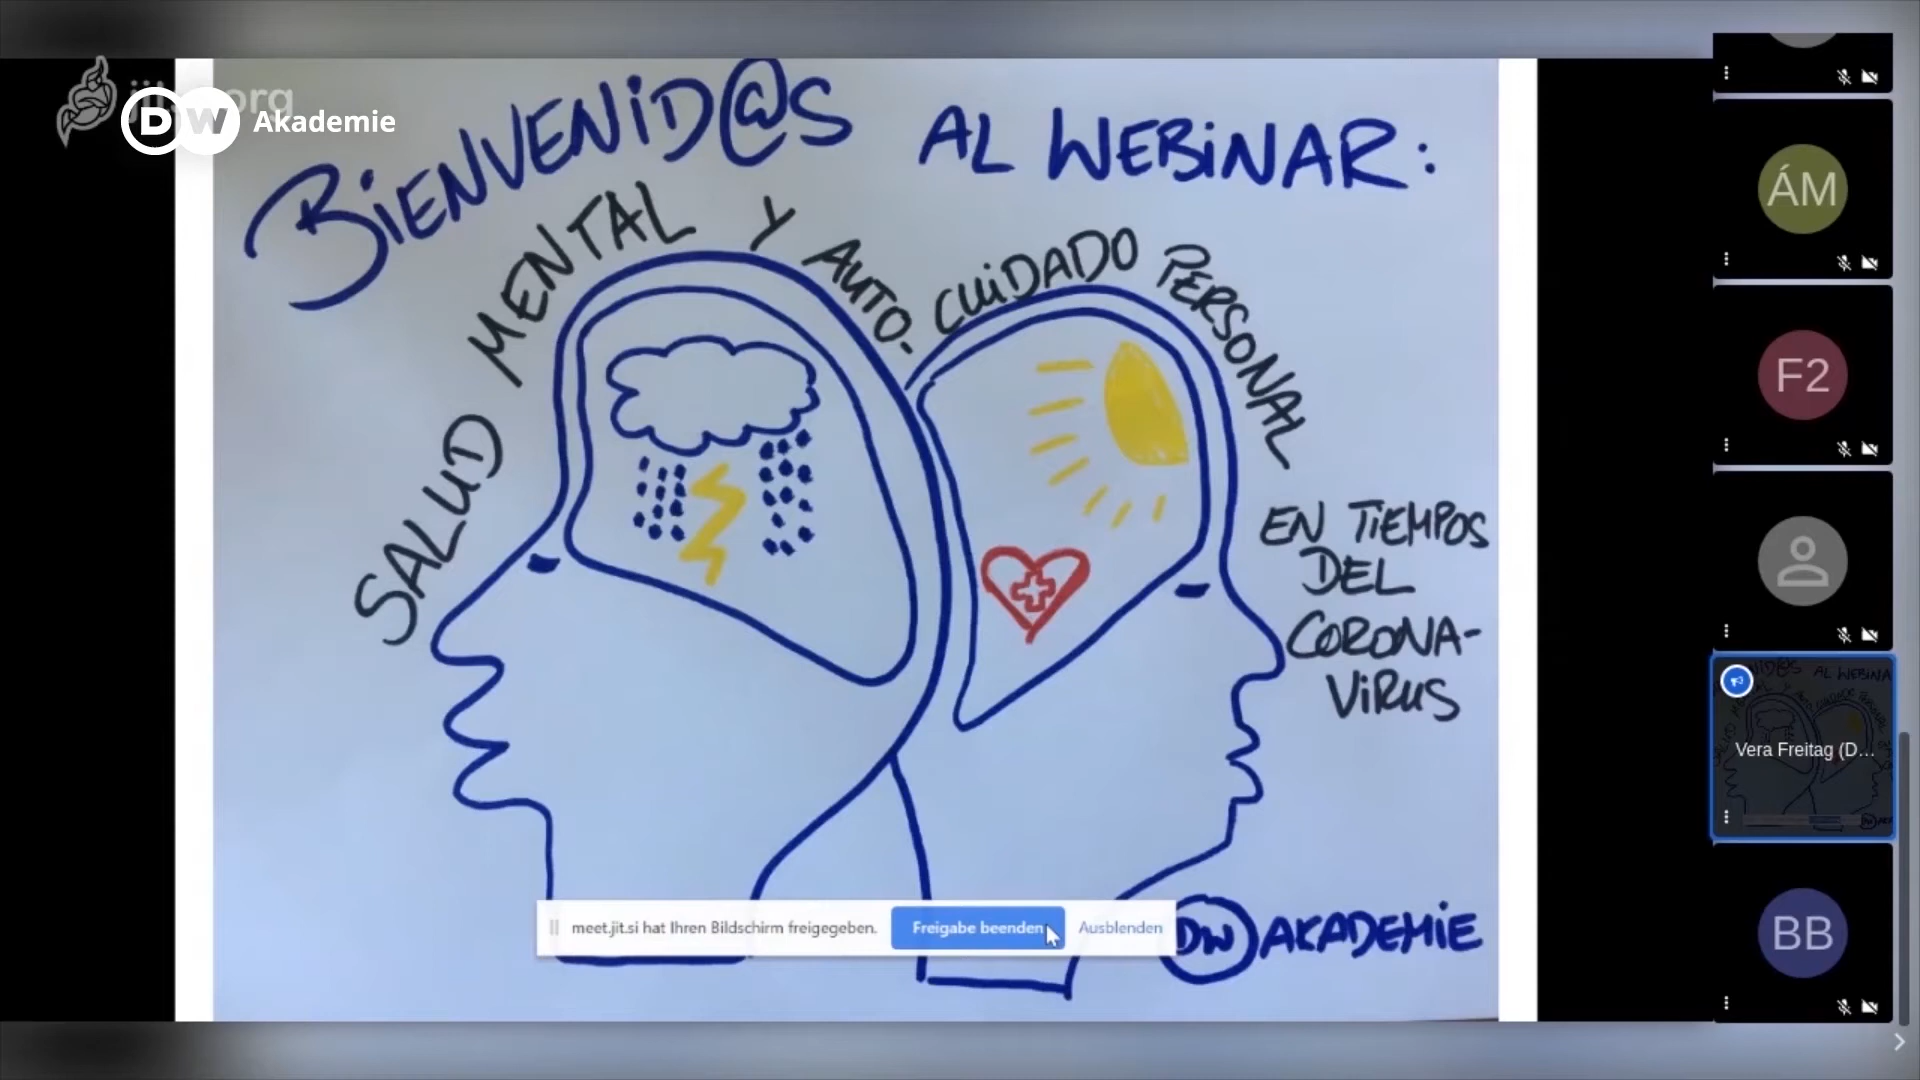 DW Akademie
BiENVENiD@S AL WEBiNAR:
SALUD MENTAL Y AUTO-CUiDADO PERSONAL
EN TiEMPOS
DEL
CORONA-
ViRUS
DW AKADEMiE
meet.jit.si hat Ihren Bildschirm freigegeben. Freigabe beenden Ausblenden
ÁM
F2
Vera Freitag (D...
BB